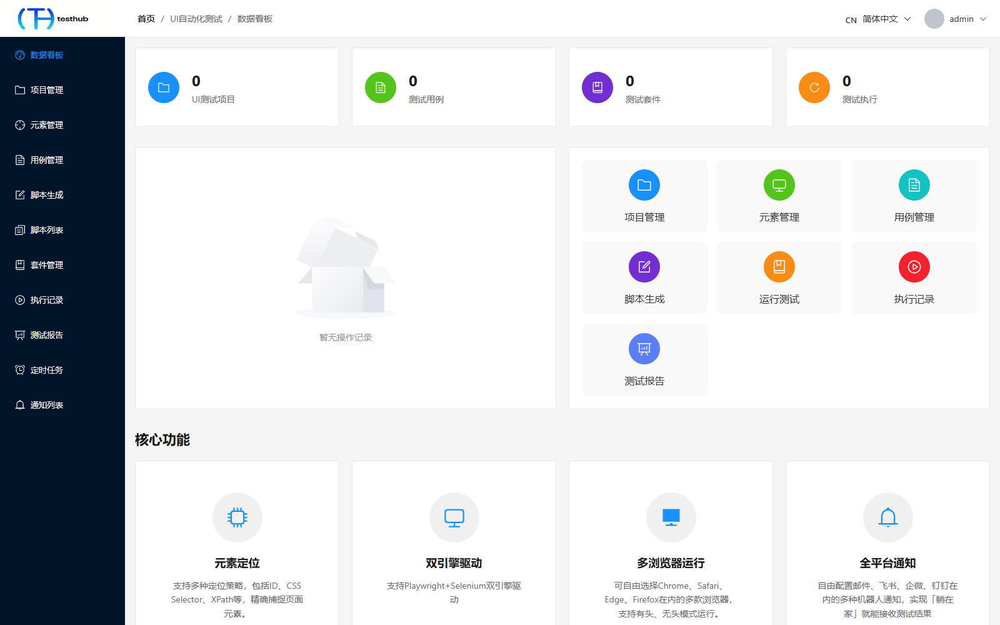 testhub
首页 / UI自动化测试 / 数据看板
CN 简体中文
admin
数据看板
项目管理
元素管理
用例管理
脚本生成
脚本列表
套件管理
执行记录
测试报告
定时任务
通知列表
0
UI测试项目
0
测试用例
0
测试套件
0
测试执行
暂无操作记录
项目管理
元素管理
用例管理
脚本生成
运行测试
执行记录
测试报告
核心功能
元素定位
支持多种定位策略，包括ID、CSS
Selector、XPath等，精确捕捉页面
元素。
双引擎驱动
支持Playwright+Selenium双引擎驱
动
多浏览器运行
可自由选择Chrome、Safari、
Edge、Firefox在内的多款浏览器，
支持有头、无头模式运行。
全平台通知
自由配置邮件、飞书、企微、钉钉在
内的多种机器人通知，实现「躺在
家」就能接收测试结果